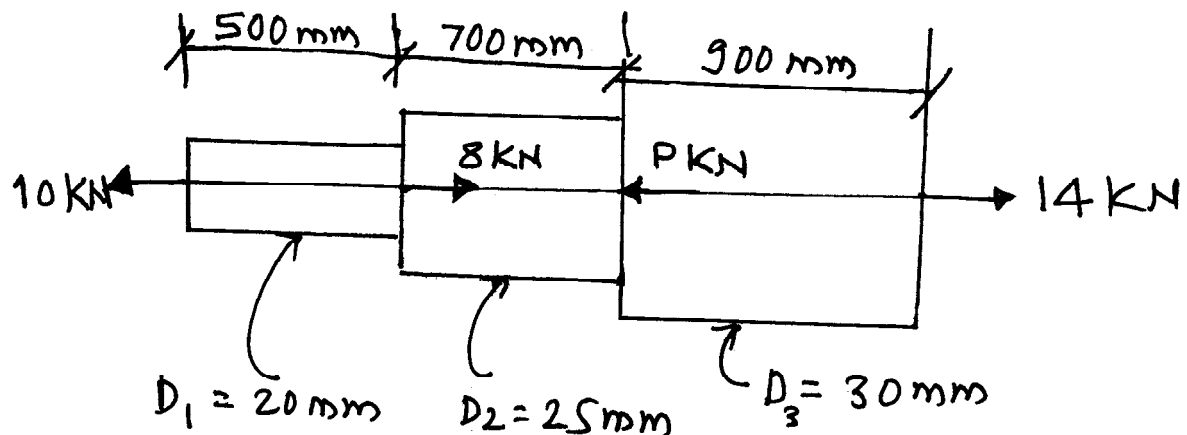 500 mm 700 mm 900 mm
10 KN 8 KN P KN 14 KN
D1 = 20 mm D2 = 25 mm D3 = 30 mm